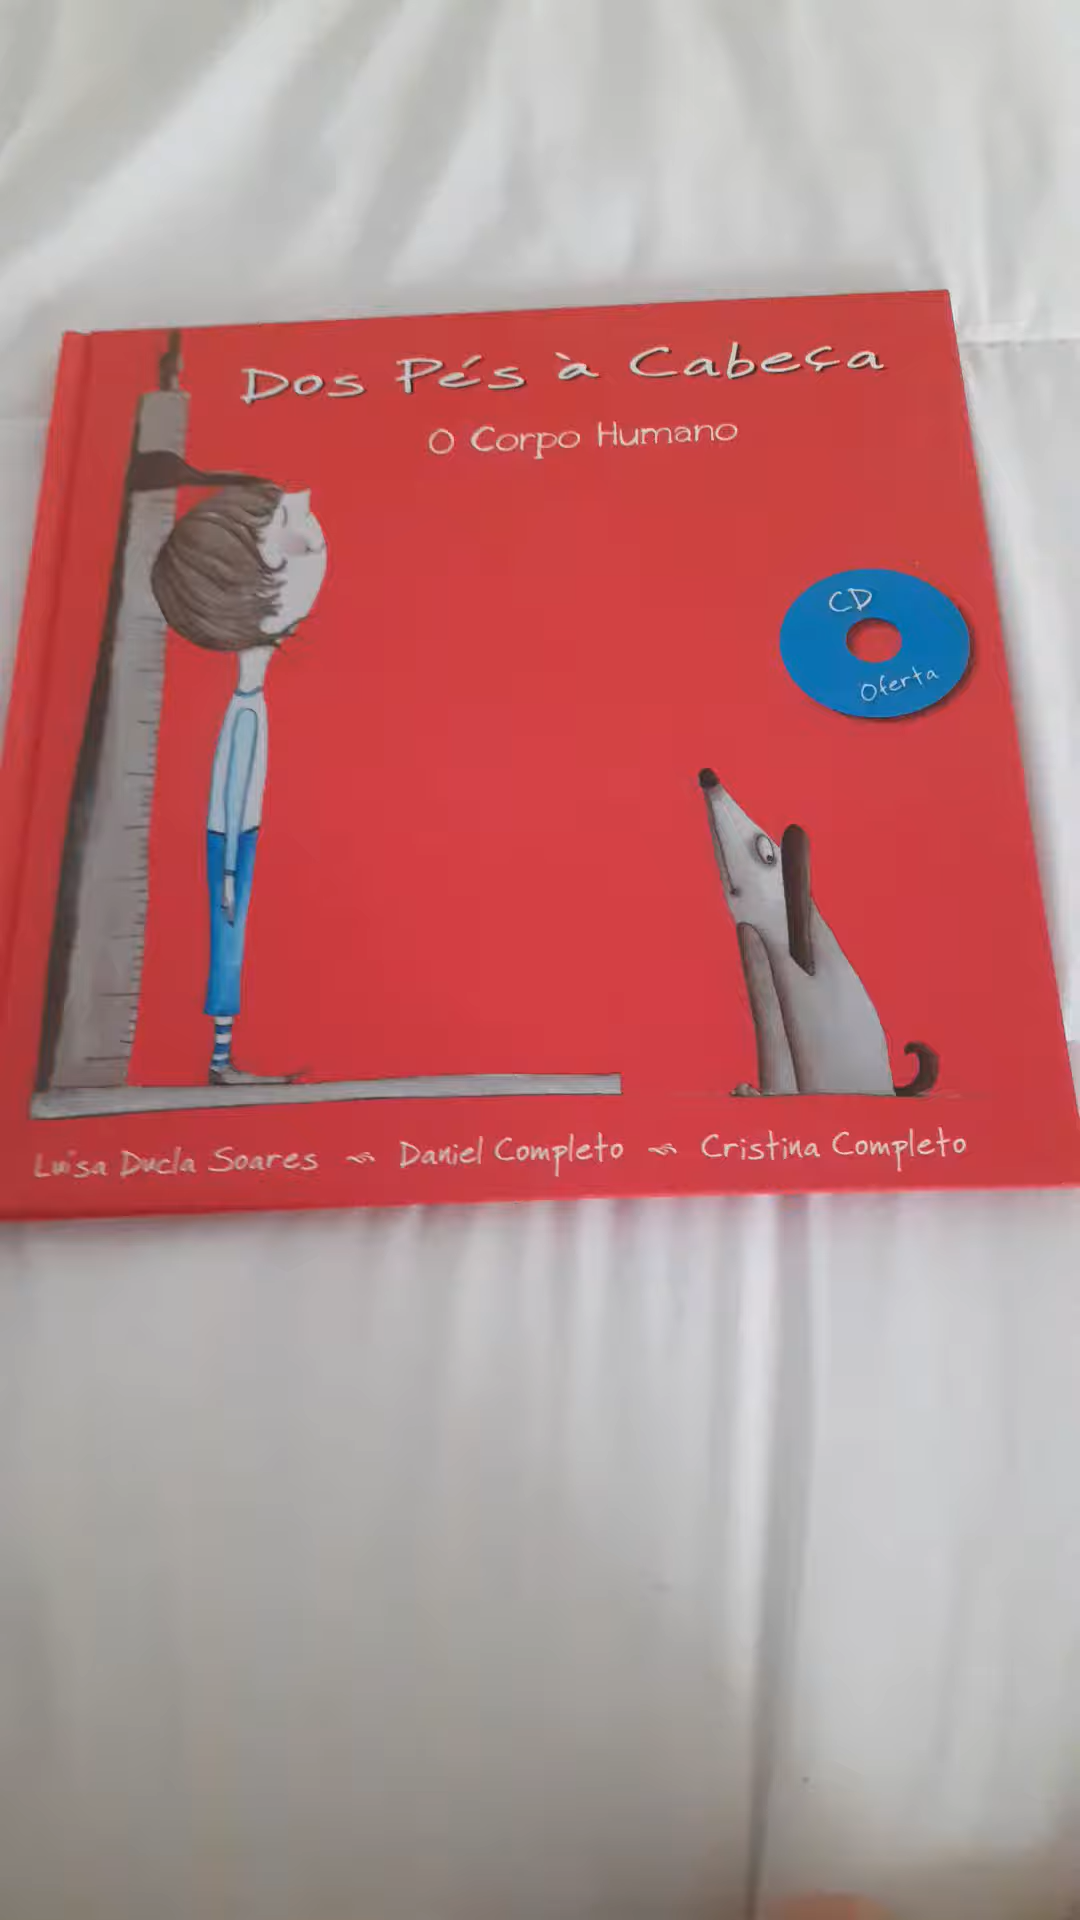 Dos Pés à Cabeça
O Corpo Humano
CD
Oferta
Luísa Ducla Soares Daniel Completo Cristina Completo